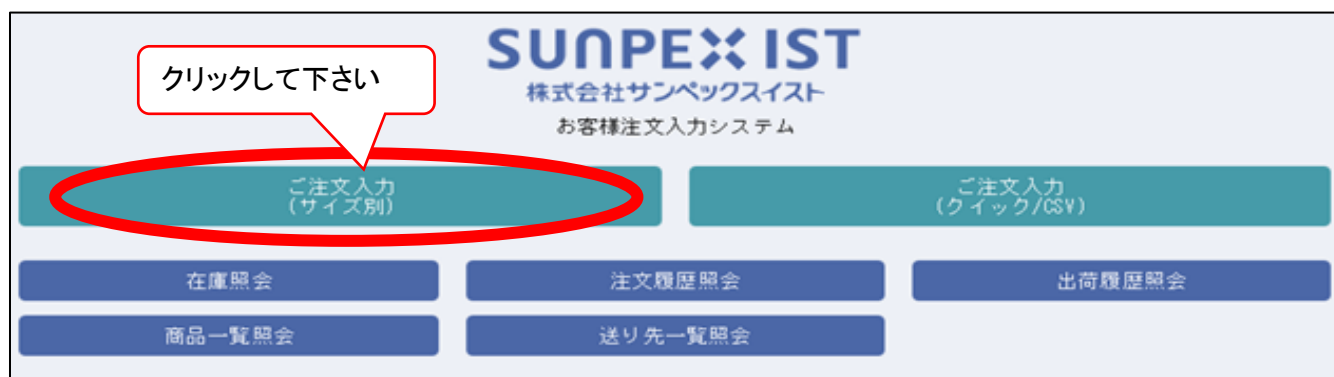 SUNPEX IST
株式会社サンペックスイスト
お客様注文入力システム
クリックして下さい
ご注文入力
(サイズ別)
ご注文入力
(クイック/CSV)
在庫照会
注文履歴照会
出荷履歴照会
商品一覧照会
送り先一覧照会